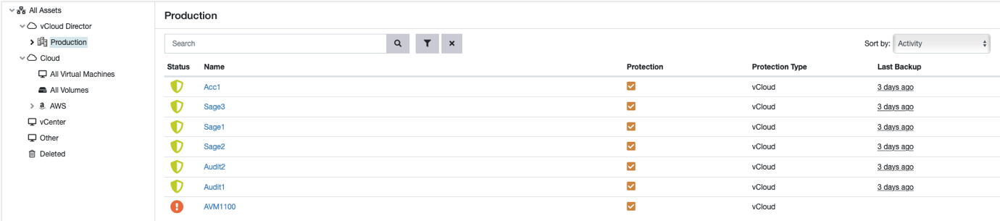 All Assets
vCloud Director
Production
Cloud
All Virtual Machines
All Volumes
AWS
vCenter
Other
Deleted
Production
Search
Sort by: Activity
Status Name Protection Protection Type Last Backup
Acc1 vCloud 3 days ago
Sage3 vCloud 3 days ago
Sage1 vCloud 3 days ago
Sage2 vCloud 3 days ago
Audit2 vCloud 3 days ago
Audit1 vCloud 3 days ago
AVM1100 vCloud